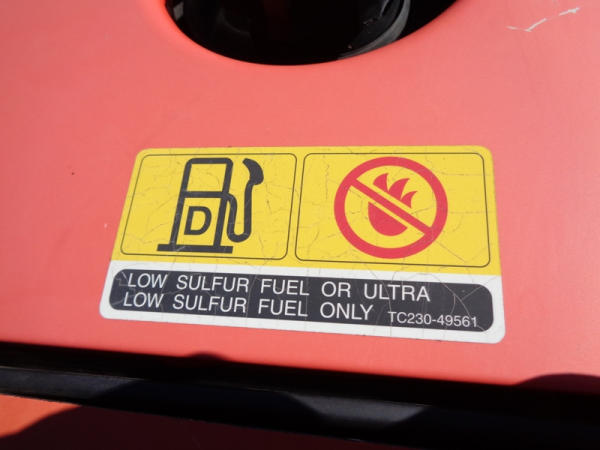 D
LOW SULFUR FUEL OR ULTRA
LOW SULFUR FUEL ONLY TC230-49561